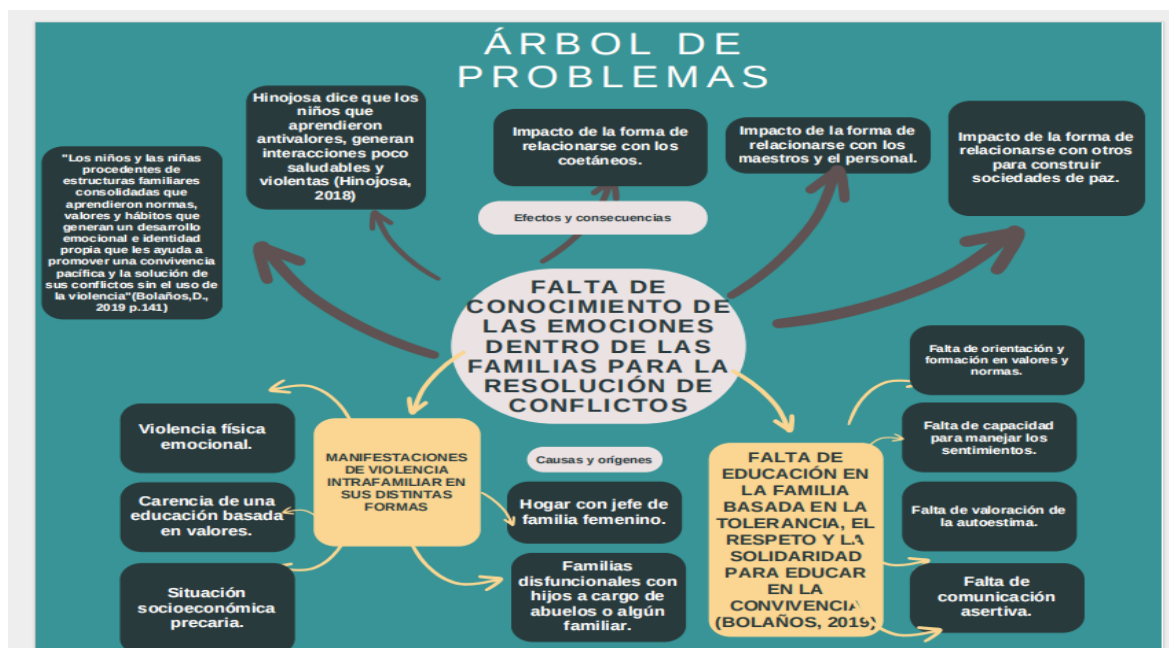 ÁRBOL DE
PROBLEMAS
"Los niños y las niñas
procedentes de
estructuras familiares
consolidadas que
aprendieron normas,
valores y hábitos que
generan un desarrollo
emocional e identidad
propia que les ayuda a
promover una convivencia
pacífica y la solución de
sus conflictos sin el uso de
la violencia"(Bolaños,D.,
2019 p.141)
Hinojosa dice que los
niños que
aprendieron
antivalores, generan
interacciones poco
saludables y
violentas (Hinojosa,
2018)
Impacto de la forma de
relacionarse con los
coetáneos.
Impacto de la forma de
relacionarse con los
maestros y el personal.
Impacto de la forma de
relacionarse con otros
para construir
sociedades de paz.
Efectos y consecuencias
FALTA DE
CONOCIMIENTO DE
LAS EMOCIONES
DENTRO DE LAS
FAMILIAS PARA LA
RESOLUCIÓN DE
CONFLICTOS
Causas y orígenes
MANIFESTACIONES
DE VIOLENCIA
INTRAFAMILIAR EN
SUS DISTINTAS
FORMAS
Violencia física
emocional.
Carencia de una
educación basada
en valores.
Situación
socioeconómica
precaria.
Hogar con jefe de
familia femenino.
Familias
disfuncionales con
hijos a cargo de
abuelos o algún
familiar.
FALTA DE
EDUCACIÓN EN
LA FAMILIA
BASADA EN LA
TOLERANCIA, EL
RESPETO Y LA
SOLIDARIDAD
PARA EDUCAR
EN LA
CONVIVENCIA
(BOLAÑOS, 2019)
Falta de orientación y
formación en valores y
normas.
Falta de capacidad
para manejar los
sentimientos.
Falta de valoración de
la autoestima.
Falta de
comunicación
asertiva.